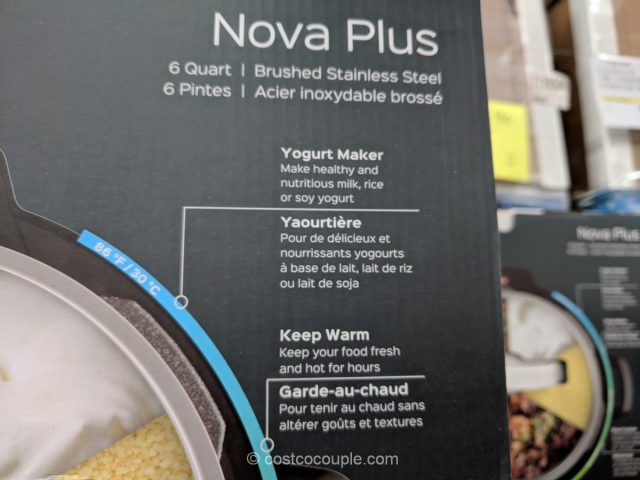 Nova Plus
6 Quart | Brushed Stainless Steel
6 Pintes | Acier inoxydable brossé
Yogurt Maker
Make healthy and
nutritious milk, rice
or soy yogurt
Yaourtière
Pour de délicieux et
nourrissants yogourts
à base de lait, lait de riz
ou lait de soja
86 °F / 30 °C
Keep Warm
Keep your food fresh
and hot for hours
Garde-au-chaud
Pour tenir au chaud sans
altérer goûts et textures
Nova Plus
© costcocouple.com